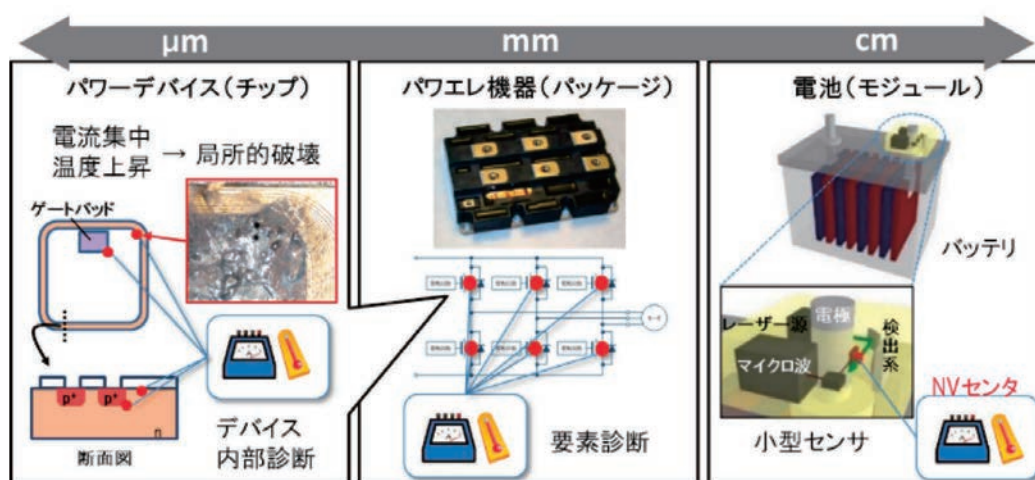 μm
mm
cm
パワーデバイス(チップ)
電流集中
温度上昇 → 局所的破壊
ゲートパッド
p⁺
p⁺
n
断面図
デバイス
内部診断
パワエレ機器(パッケージ)
要素診断
電池(モジュール)
バッテリ
レーザー源
電極
マイクロ波
検出系
NVセンタ
小型センサ